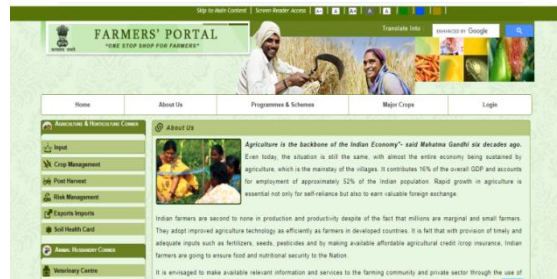 Skip to Main Content | Screen Reader Access | A- | A | A+ | A | A
FARMERS' PORTAL
"ONE STOP SHOP FOR FARMERS"
Translate Into :
ENHANCED BY Google
Home
About Us
Programmes & Schemes
Major Crops
Login
AGRICULTURE & HORTICULTURE CORNER
Input
Crop Management
Post Harvest
Risk Management
Exports Imports
Soil Health Card
ANIMAL HUSBANDRY CORNER
Veterinary Centre
About Us
Agriculture is the backbone of the Indian Economy"- said Mahatma Gandhi six decades ago.
Even today, the situation is still the same, with almost the entire economy being sustained by
agriculture, which is the mainstay of the villages. It contributes 16% of the overall GDP and accounts
for employment of approximately 52% of the Indian population. Rapid growth in agriculture is
essential not only for self-reliance but also to earn valuable foreign exchange.
Indian farmers are second to none in production and productivity despite of the fact that millions are marginal and small farmers.
They adopt improved agriculture technology as efficiently as farmers in developed countries. It is felt that with provision of timely and
adequate inputs such as fertilizers, seeds, pesticides and by making available affordable agricultural credit /crop insurance, Indian
farmers are going to ensure food and nutritional security to the Nation.
It is envisaged to make available relevant information and services to the farming community and private sector through the use of